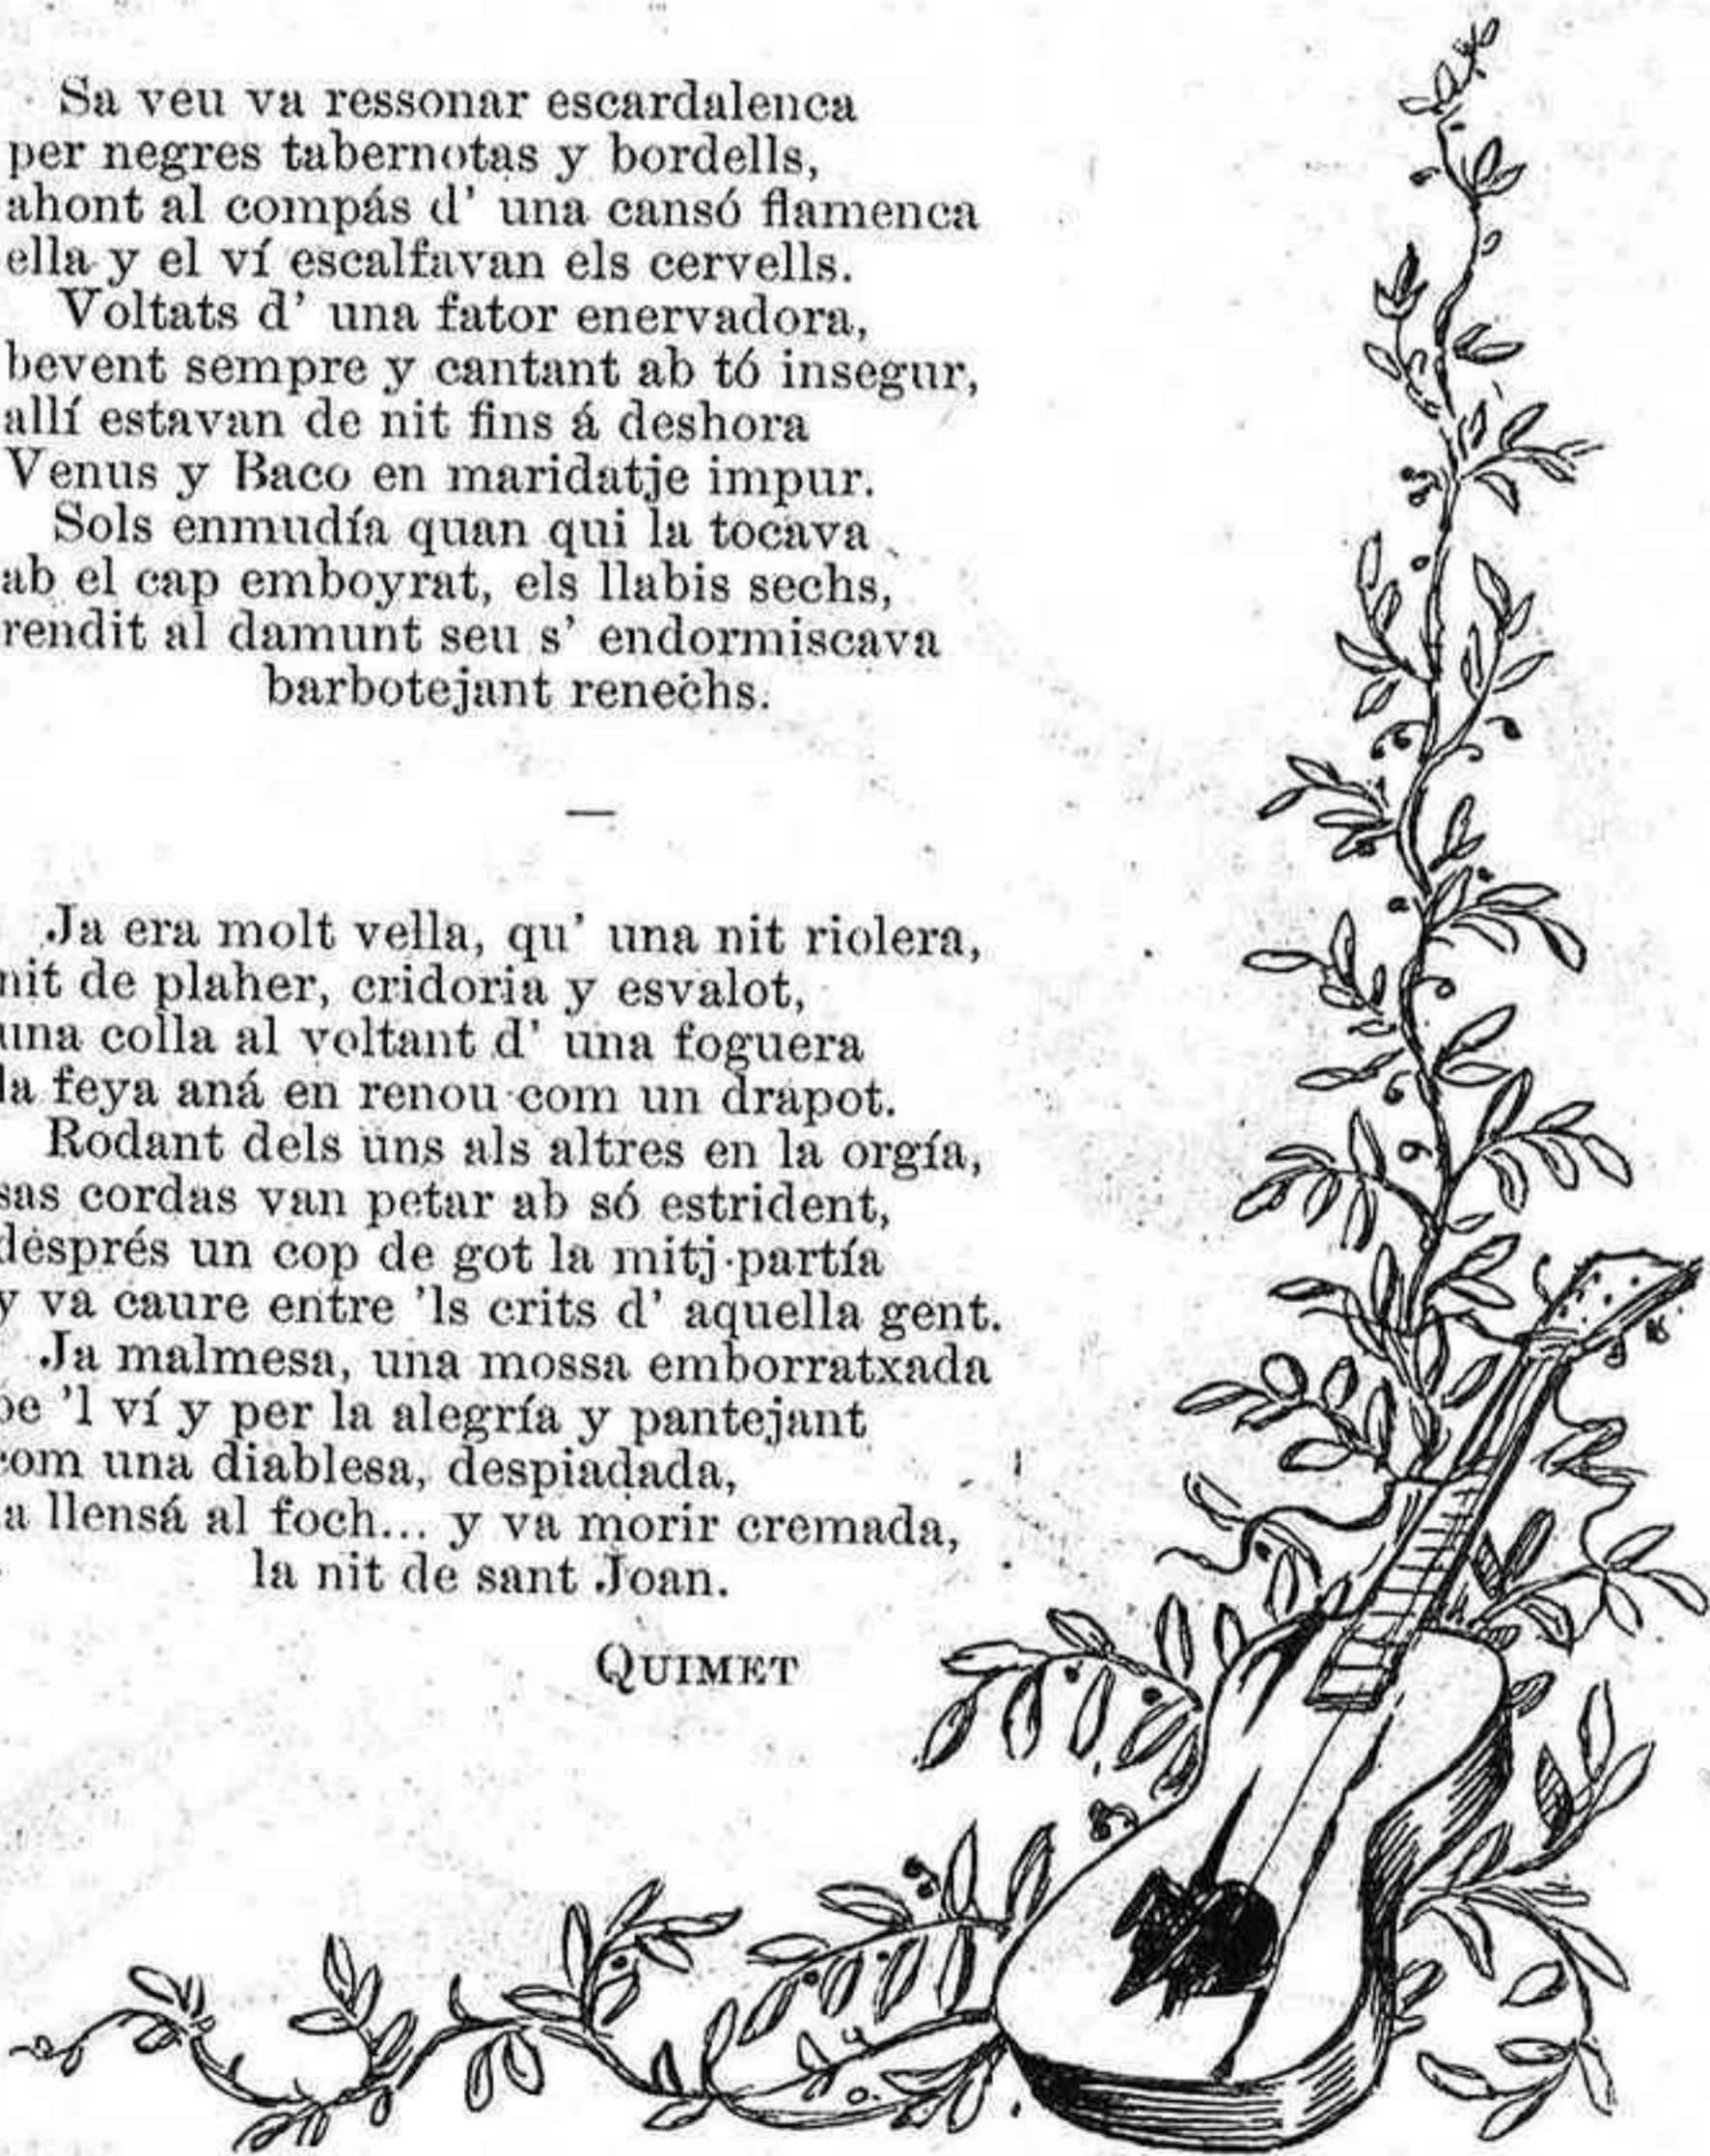 Sa veu va ressonar escardalenca
per negres tabernotas y bordells,
ahont al compás d' una cansó flamenca
ella y el ví escalfavan els cervells.
Voltats d' una fator enervadora,
bevent sempre y cantant ab tó insegur,
allí estavan de nit fins á deshora
Venus y Baco en maridatje impur.
Sols enmudía quan qui la tocava
ab el cap emboyrat, els llabis sechs,
rendit al damunt seu s' endormiscava
barbotejant renechs.
—
Ja era molt vella, qu' una nit riolera,
nit de plaher, cridoria y esvalot,
una colla al voltant d' una foguera
la feya aná en renou com un drapot.
Rodant dels uns als altres en la orgía,
sas cordas van petar ab só estrident,
després un cop de got la mitj-partía
y va caure entre 'ls crits d' aquella gent.
Ja malmesa, una mossa emborratxada
pe 'l ví y per la alegría y pantejant
com una diablesa, despiadada,
a llensá al foch... y va morir cremada,
la nit de sant Joan.
QUIMET